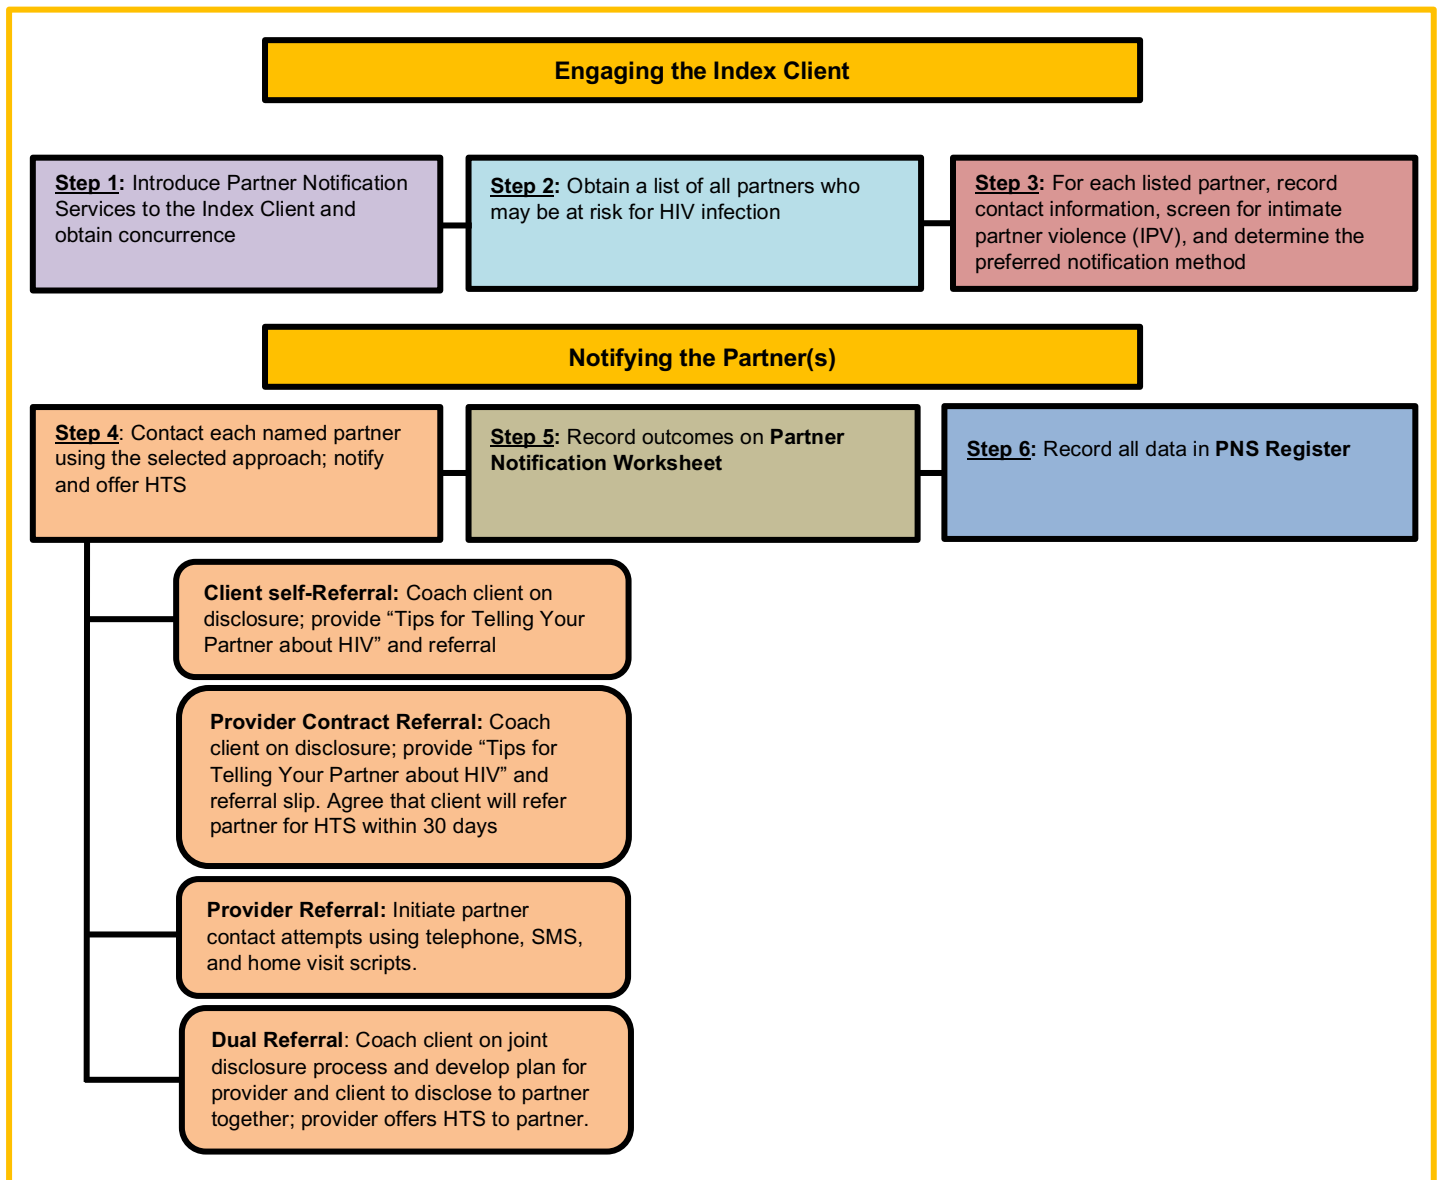 Engaging the Index Client
Step 1: Introduce Partner Notification
Services to the Index Client and
obtain concurrence
Step 2: Obtain a list of all partners who
may be at risk for HIV infection
Step 3: For each listed partner, record
contact information, screen for intimate
partner violence (IPV), and determine the
preferred notification method
Notifying the Partner(s)
Step 4: Contact each named partner
using the selected approach; notify
and offer HTS
Step 5: Record outcomes on Partner
Notification Worksheet
Step 6: Record all data in PNS Register
Client self-Referral: Coach client on
disclosure; provide “Tips for Telling Your
Partner about HIV” and referral
Provider Contract Referral: Coach
client on disclosure; provide “Tips for
Telling Your Partner about HIV” and
referral slip. Agree that client will refer
partner for HTS within 30 days
Provider Referral: Initiate partner
contact attempts using telephone, SMS,
and home visit scripts.
Dual Referral: Coach client on joint
disclosure process and develop plan for
provider and client to disclose to partner
together; provider offers HTS to partner.